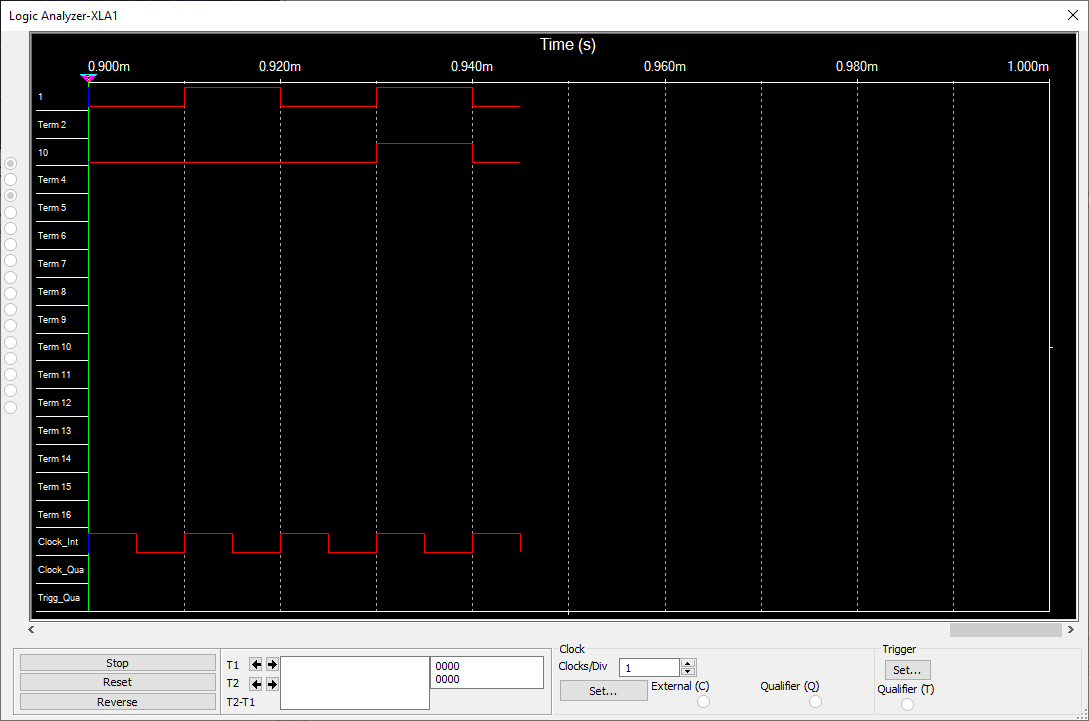 Logic Analyzer-XLA1
Time (s)
0.900m 0.920m 0.940m 0.960m 0.980m 1.000m
1
Term 2
10
Term 4
Term 5
Term 6
Term 7
Term 8
Term 9
Term 10
Term 11
Term 12
Term 13
Term 14
Term 15
Term 16
Clock_Int
Clock_Qua
Trigg_Qua
Stop
Reset
Reverse
T1
T2
T2-T1
0000
0000
Clock
Clocks/Div 1
Set...
External (C)
Qualifier (Q)
Trigger
Set...
Qualifier (T)